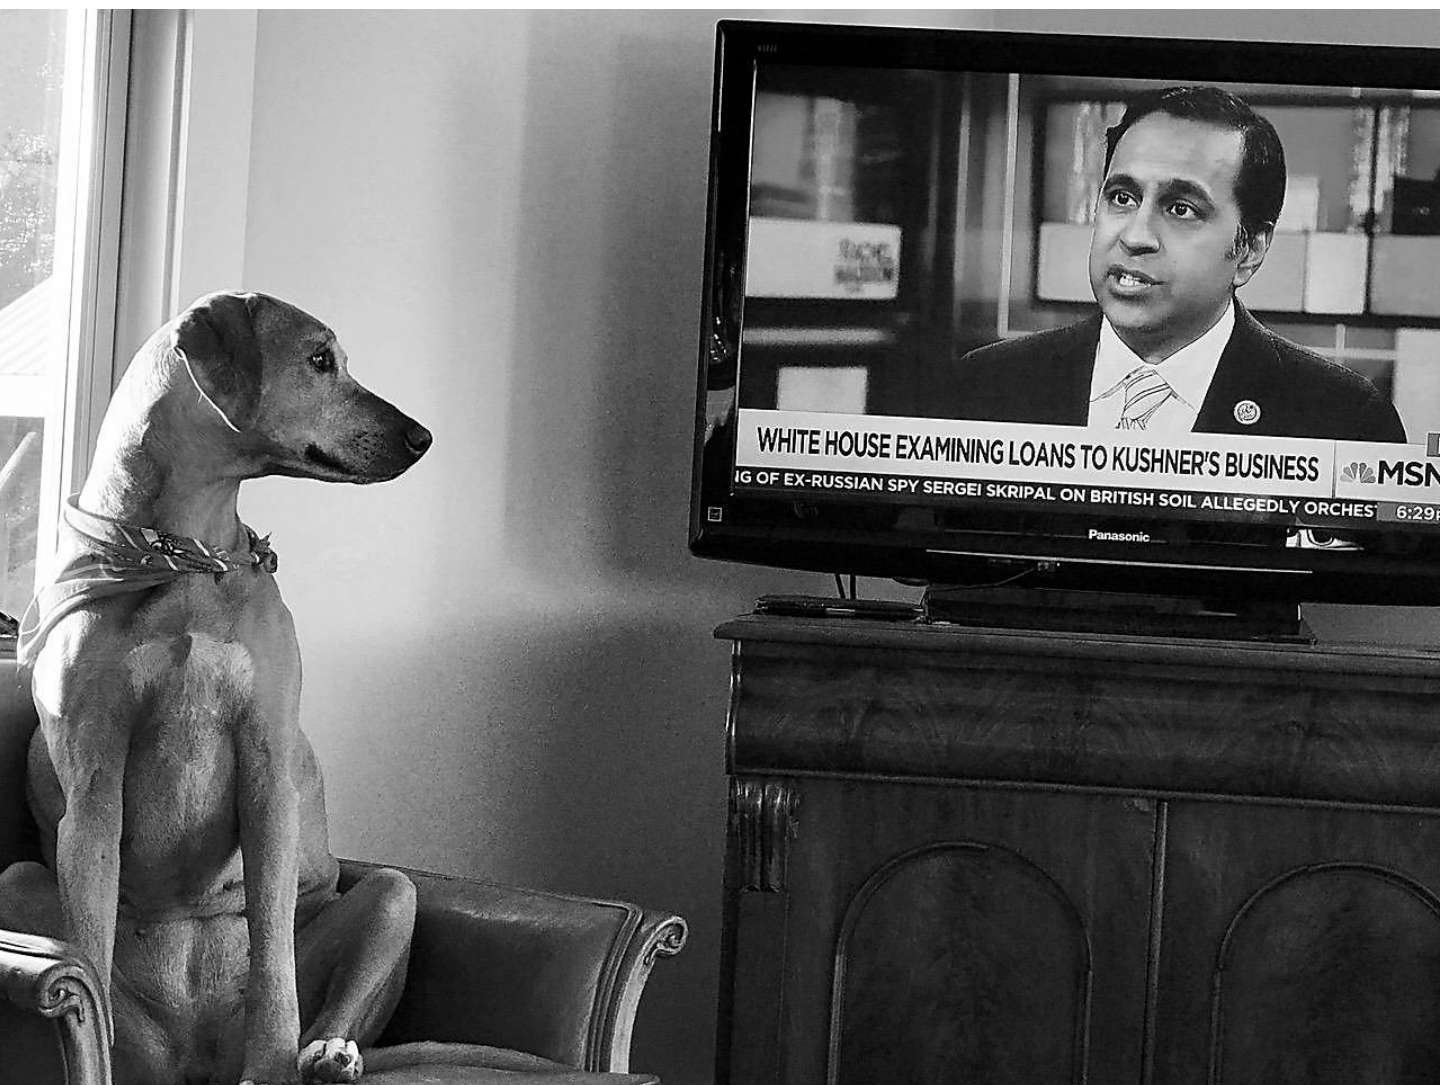 WHITE HOUSE EXAMINING LOANS TO KUSHNER'S BUSINESS
MSN
IG OF EX-RUSSIAN SPY SERGEI SKRIPAL ON BRITISH SOIL ALLEGEDLY ORCHES
6:29
Panasonic